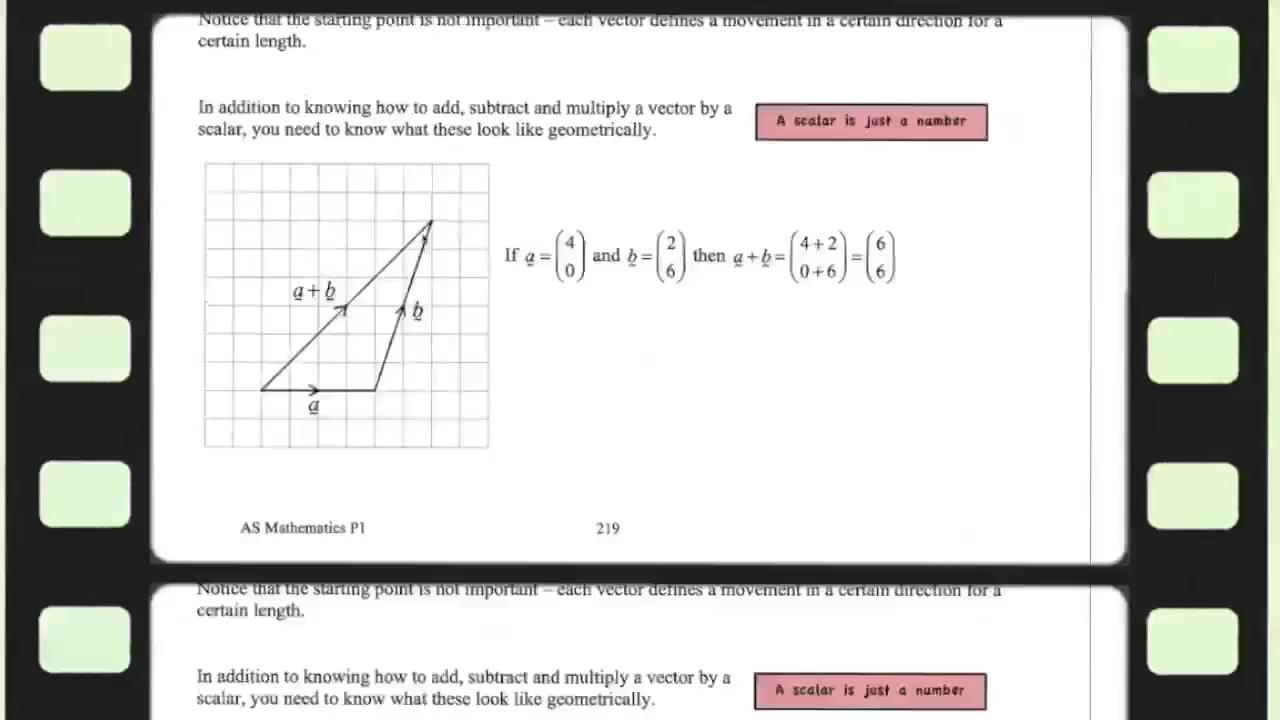 Notice that the starting point is not important – each vector defines a movement in a certain direction for a
certain length.
In addition to knowing how to add, subtract and multiply a vector by a
scalar, you need to know what these look like geometrically.
A scalar is just a number
a + b
b
a
If a = (4 0) and b = (2 6) then a + b = (4+2 0+6) = (6 6)
AS Mathematics P1
219
Notice that the starting point is not important – each vector defines a movement in a certain direction for a
certain length.
In addition to knowing how to add, subtract and multiply a vector by a
scalar, you need to know what these look like geometrically.
A scalar is just a number